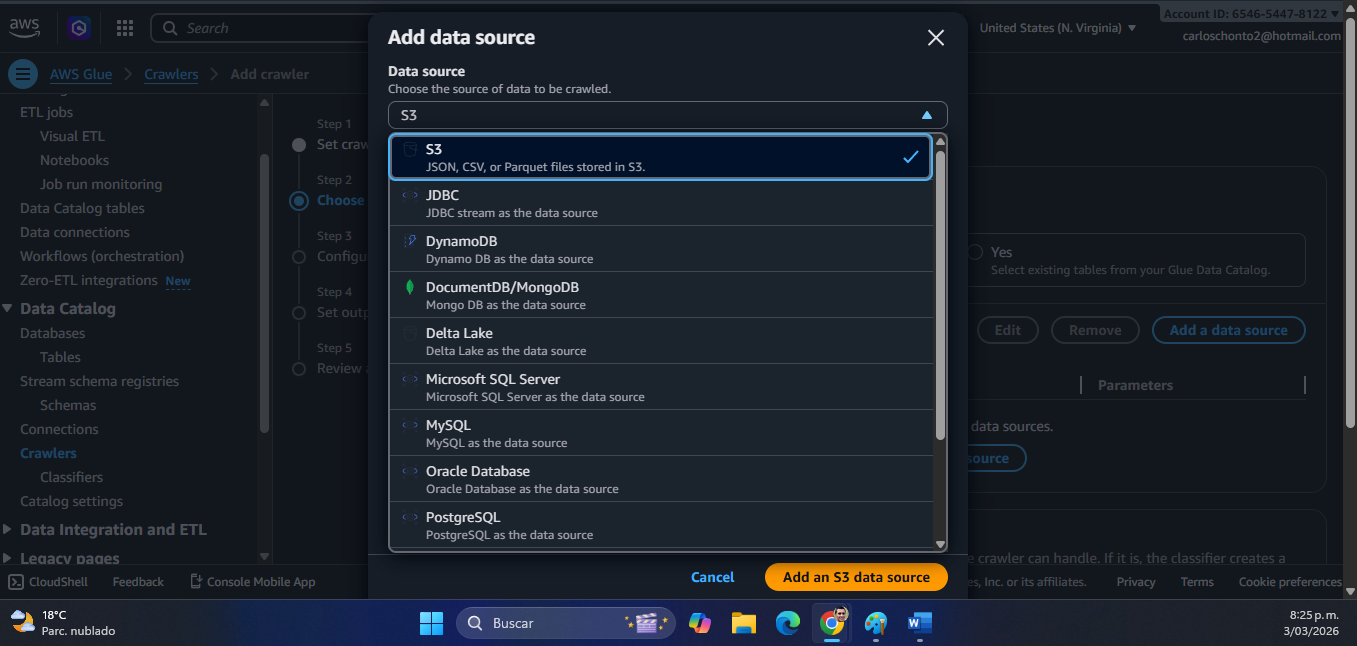 aws
Search
United States (N. Virginia)
Account ID: 6546-5447-8122
carloschonto2@hotmail.com
AWS Glue
Crawlers
Add crawler
ETL jobs
Visual ETL
Notebooks
Job run monitoring
Data Catalog tables
Data connections
Workflows (orchestration)
Zero-ETL integrations New
Data Catalog
Databases
Tables
Stream schema registries
Schemas
Connections
Crawlers
Classifiers
Catalog settings
Data Integration and ETL
Legacy pages
Step 1
Set craw
Step 2
Choose
Step 3
Configu
Step 4
Set outp
Step 5
Review
Add data source
Data source
Choose the source of data to be crawled.
S3
S3
JSON, CSV, or Parquet files stored in S3.
JDBC
JDBC stream as the data source
DynamoDB
Dynamo DB as the data source
DocumentDB/MongoDB
Mongo DB as the data source
Delta Lake
Delta Lake as the data source
Microsoft SQL Server
Microsoft SQL Server as the data source
MySQL
MySQL as the data source
Oracle Database
Oracle Database as the data source
PostgreSQL
PostgreSQL as the data source
Cancel
Add an S3 data source
Yes
Select existing tables from your Glue Data Catalog.
Edit
Remove
Add a data source
Parameters
data sources.
source
crawler can handle. If it is, the classifier creates a
CloudShell
Feedback
Console Mobile App
es, Inc. or its affiliates.
Privacy
Terms
Cookie preferences
18°C
Parc. nublado
Buscar
8:25 p. m.
3/03/2026